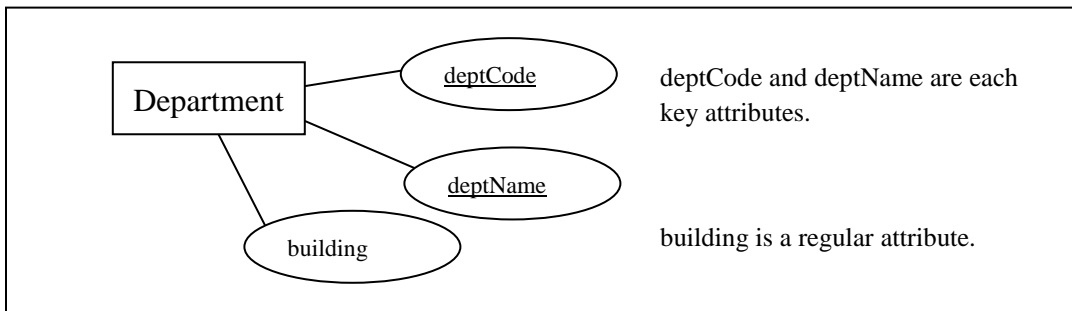 deptCode
Department
deptName
building
deptCode and deptName are each
key attributes.
building is a regular attribute.